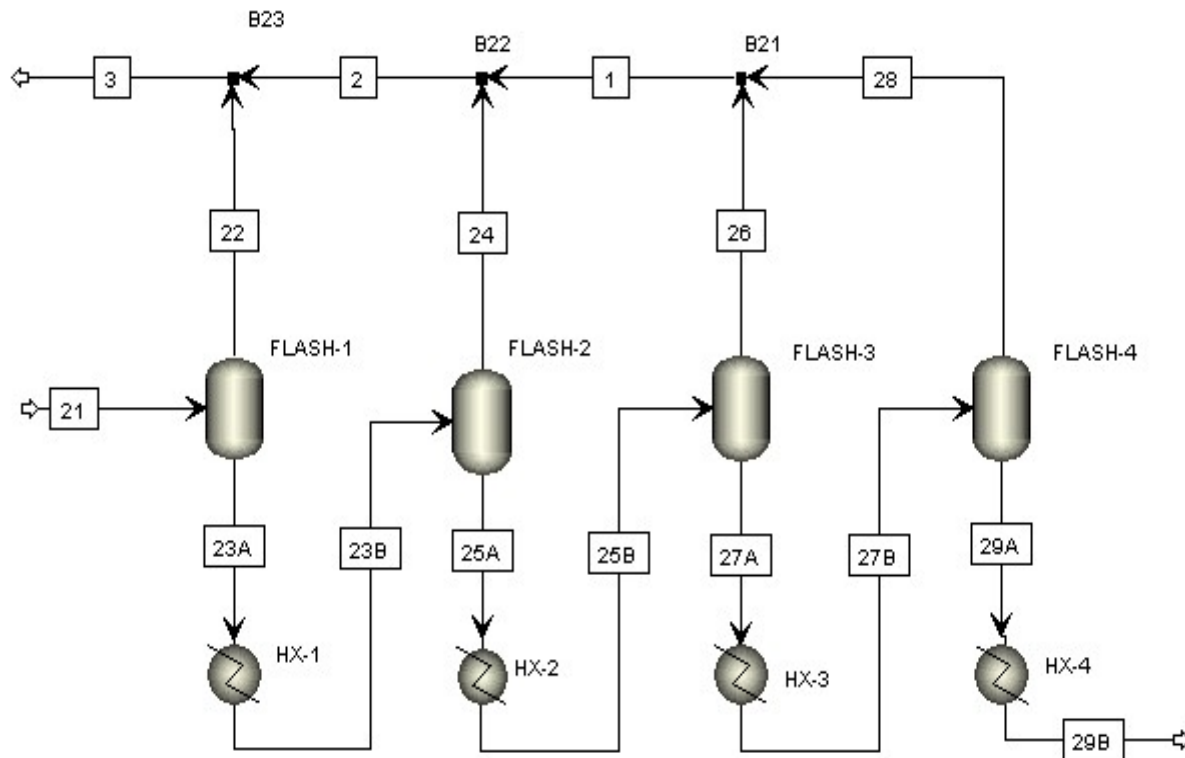 B23
B22
B21
3
2
1
28
22
24
26
FLASH-1
FLASH-2
FLASH-3
FLASH-4
21
23A
23B
25A
25B
27A
27B
29A
HX-1
HX-2
HX-3
HX-4
29B